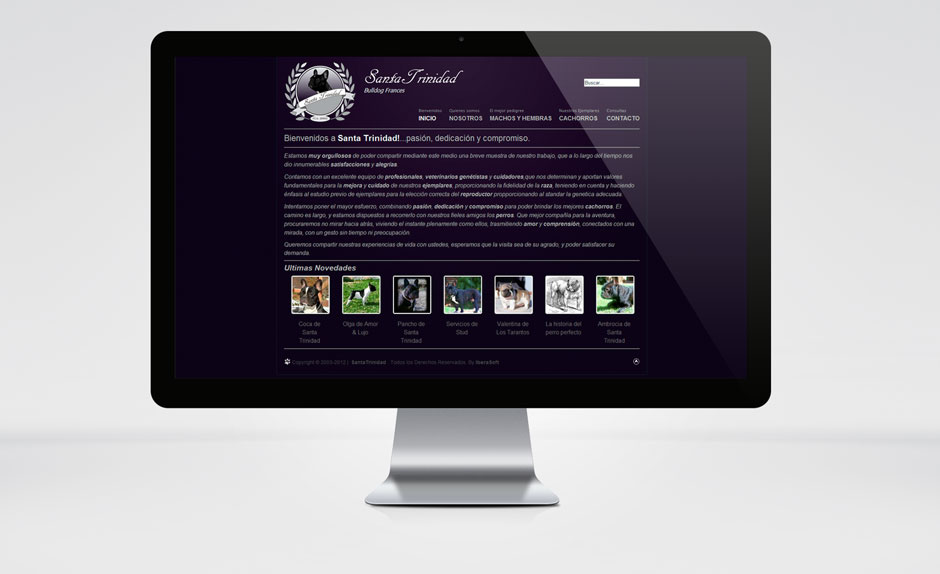 Santa Trinidad
Santa Trinidad
Bulldog Frances
Buscar...
Bienvenidos
Quienes somos
El mejor pedigree
Nuestros Ejemplares
Consultas
INICIO
NOSOTROS
MACHOS Y HEMBRAS
CACHORROS
CONTACTO
Bienvenidos a Santa Trinidad!...pasión, dedicación y compromiso.
Estamos muy orgullosos de poder compartir mediante este medio una breve muestra de nuestro trabajo, que a lo largo del tiempo nos
dio innumerables satisfacciones y alegrías.
Contamos con un excelente equipo de profesionales, veterinarios genétistas y cuidadores,que nos determinan y aportan valores
fundamentales para la mejora y cuidado de nuestros ejemplares, proporcionando la fidelidad de la raza, teniendo en cuenta y haciendo
énfasis al estudio previo de ejemplares para la elección correcta del reproductor proporcionando al standar la genética adecuada.
Intentamos poner el mayor esfuerzo, combinando pasión, dedicación y compromiso para poder brindar los mejores cachorros. El
camino es largo, y estamos dispuestos a recorrerlo con nuestros fieles amigos los perros. Que mejor compañía para la aventura,
procuraremos no mirar hacia atrás, viviendo el instante plenamente como ellos, trasmitiendo amor y comprensión, conectados con una
mirada, con un gesto sin tiempo ni preocupación.
Queremos compartir nuestras experiencias de vida con ustedes, esperamos que la visita sea de su agrado, y poder satisfacer su
demanda.
Ultimas Novedades
Goca de
Santa
Trinidad
Olga de Amor
& Lujo
Pancho de
Santa
Trinidad
Servicios de
Stud
Valentina de
Los Tarantos
La historia del
perro perfecto
Ambrocia de
Santa
Trinidad
Copyright © 2005-2012 | SantaTrinidad Todos los Derechos Reservados. By IbaraSoft